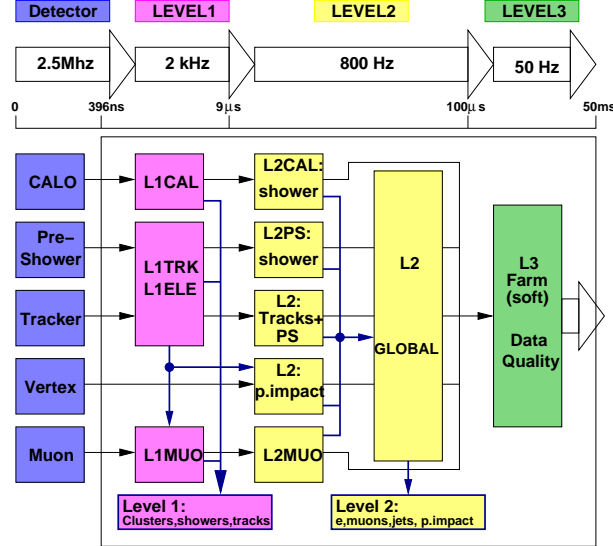 Detector LEVEL1 LEVEL2 LEVEL3
2.5Mhz 2 kHz 800 Hz 50 Hz
0 396ns 9μs 100μs 50ms
CALO
Pre-
Shower
Tracker
Vertex
Muon
L1CAL
L1TRK
L1ELE
L1MUO
L2CAL:
shower
L2PS:
shower
L2:
Tracks+
PS
L2:
p.impact
L2MUO
L2
GLOBAL
L3
Farm
(soft)
Data
Quality
Level 1:
Clusters,showers,tracks
Level 2:
e,muons,jets, p.impact